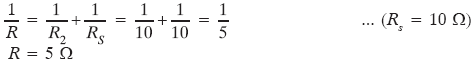 1/R = 1/R₂ + 1/R_S = 1/10 + 1/10 = 1/5 ... (R_s = 10 Ω)
R = 5 Ω